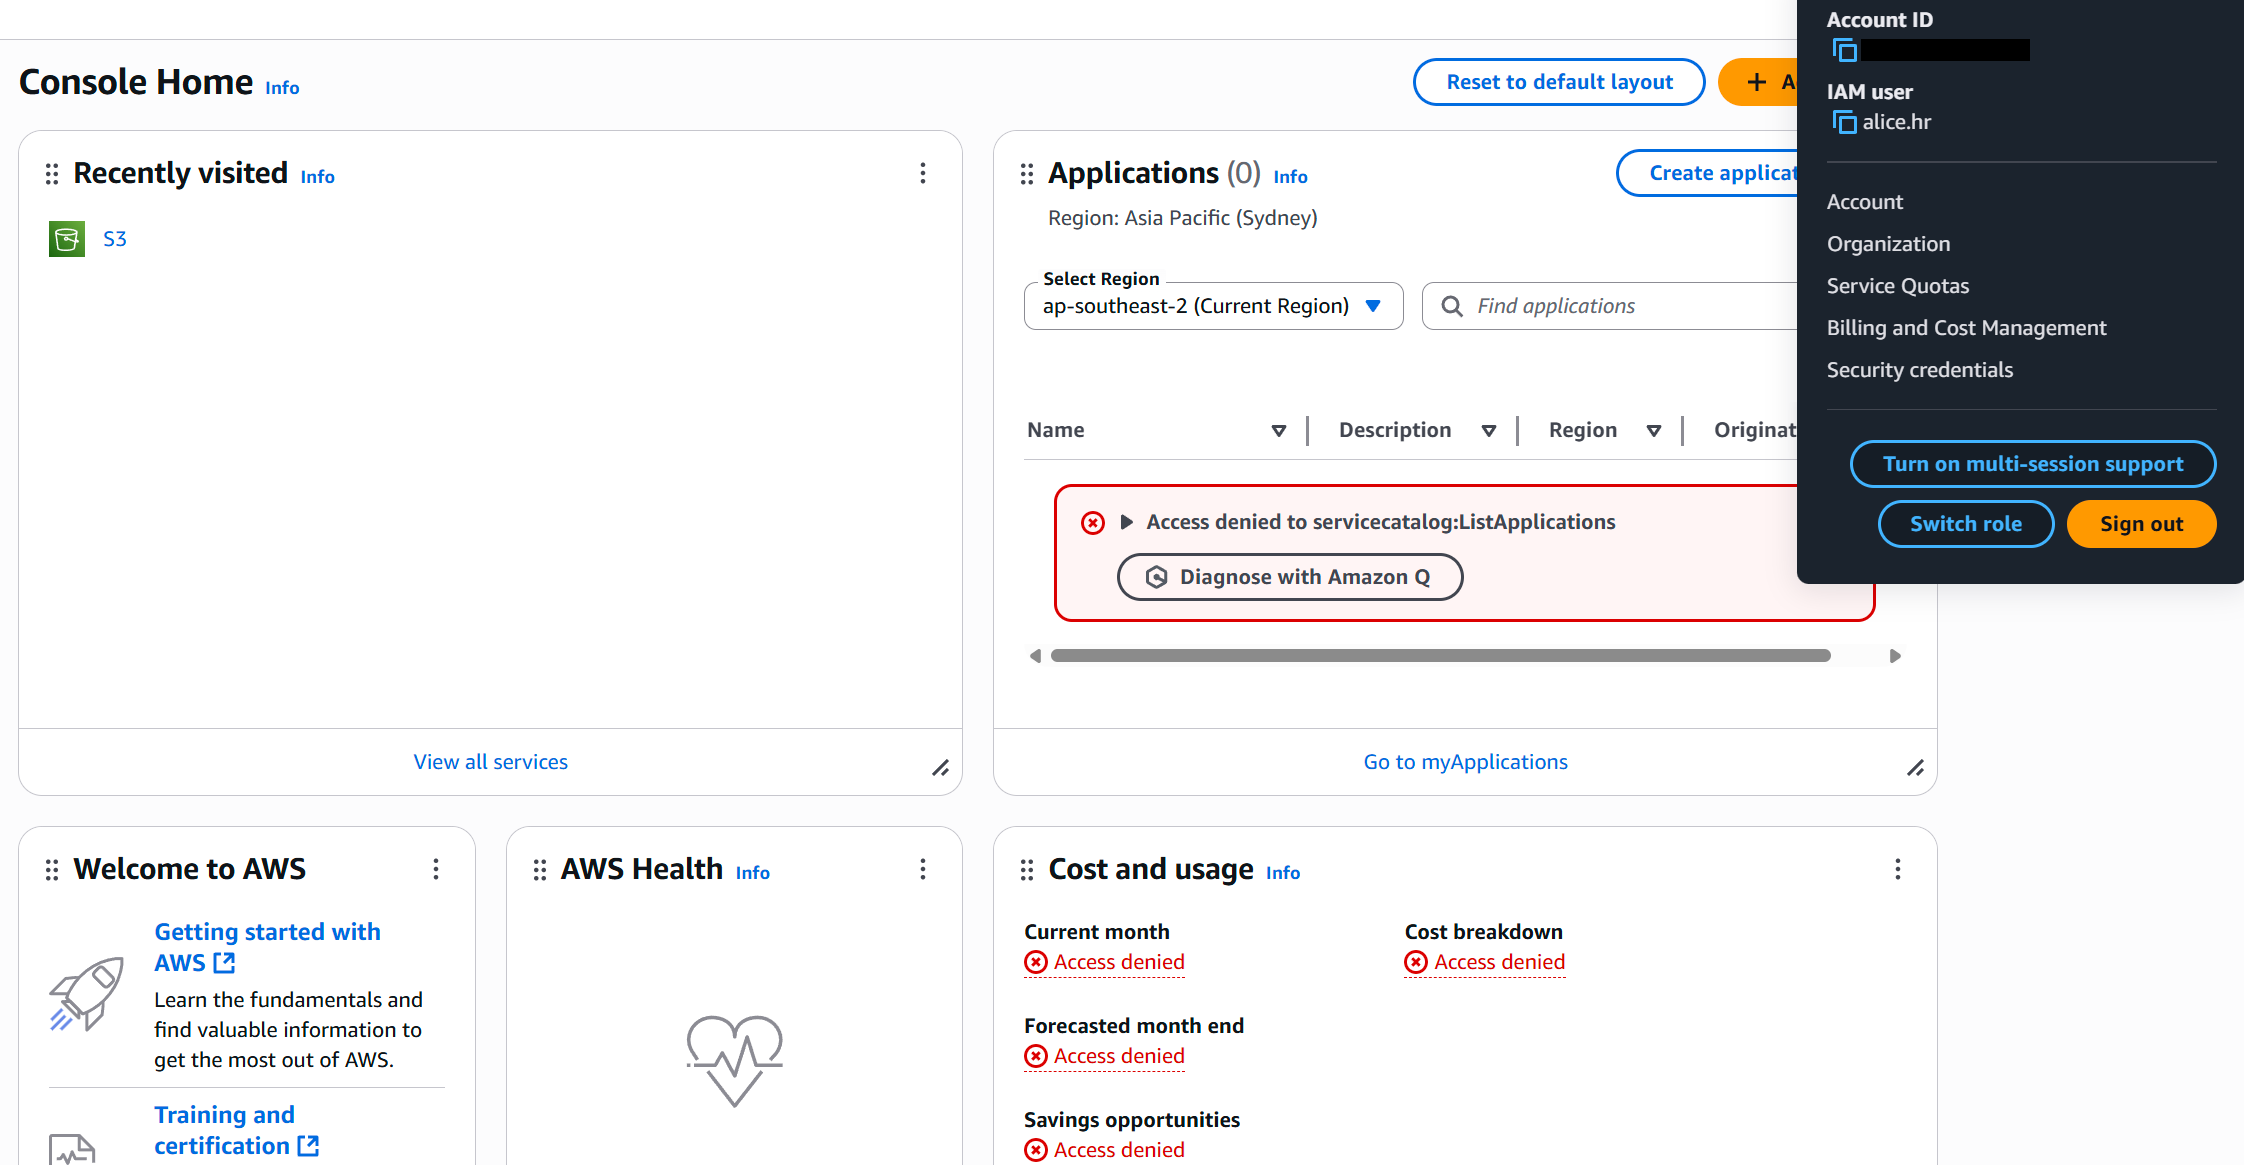 Console Home Info
Reset to default layout
Account ID
IAM user
alice.hr
Account
Organization
Service Quotas
Billing and Cost Management
Security credentials
Turn on multi-session support
Switch role
Sign out
Recently visited Info
S3
View all services
Applications (0) Info
Create applicat
Region: Asia Pacific (Sydney)
Select Region
ap-southeast-2 (Current Region)
Find applications
Name Description Region Originat
Access denied to servicecatalog:ListApplications
Diagnose with Amazon Q
Go to myApplications
Welcome to AWS
Getting started with
AWS
Learn the fundamentals and
find valuable information to
get the most out of AWS.
Training and
certification
AWS Health Info
Cost and usage Info
Current month
Access denied
Cost breakdown
Access denied
Forecasted month end
Access denied
Savings opportunities
Access denied